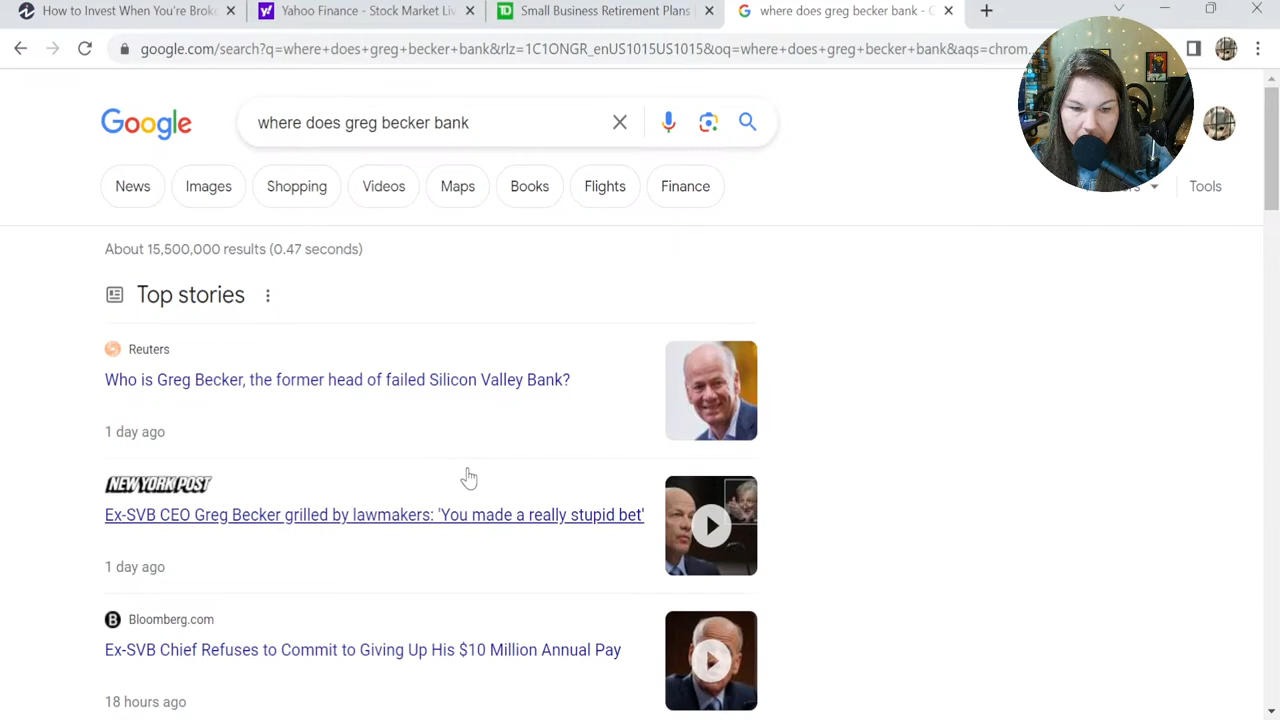 How to Invest When You're Broke
Yahoo Finance - Stock Market Liv
Small Business Retirement Plans
where does greg becker bank - G
google.com/search?q=where+does+greg+becker+bank&rlz=1C1ONGR_enUS1015US1015&oq=where+does+greg+becker+bank&aqs=chrom...
Google
where does greg becker bank
News
Images
Shopping
Videos
Maps
Books
Flights
Finance
Tools
About 15,500,000 results (0.47 seconds)
Top stories
Reuters
Who is Greg Becker, the former head of failed Silicon Valley Bank?
1 day ago
NEW YORK POST
Ex-SVB CEO Greg Becker grilled by lawmakers: 'You made a really stupid bet'
1 day ago
Bloomberg.com
Ex-SVB Chief Refuses to Commit to Giving Up His $10 Million Annual Pay
18 hours ago